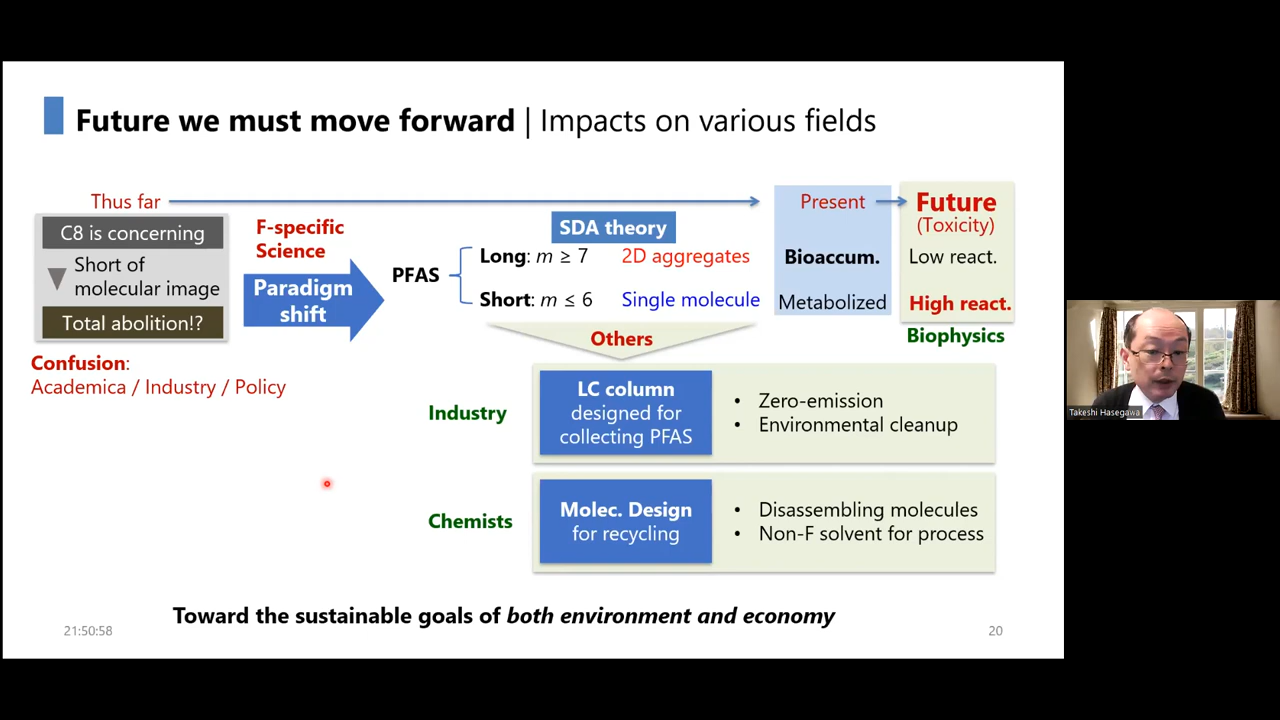 Future we must move forward | Impacts on various fields
Thus far
C8 is concerning
Short of
molecular image
Total abolition!?
Confusion:
Academica / Industry / Policy
F-specific
Science
Paradigm
shift
PFAS
SDA theory
Long: m ≥ 7 2D aggregates
Short: m ≤ 6 Single molecule
Present
Bioaccum.
Metabolized
Future
(Toxicity)
Low react.
High react.
Biophysics
Others
Industry
LC column
designed for
collecting PFAS
• Zero-emission
• Environmental cleanup
Chemists
Molec. Design
for recycling
• Disassembling molecules
• Non-F solvent for process
Toward the sustainable goals of both environment and economy
21:50:58
20
Takeshi Hasegawa